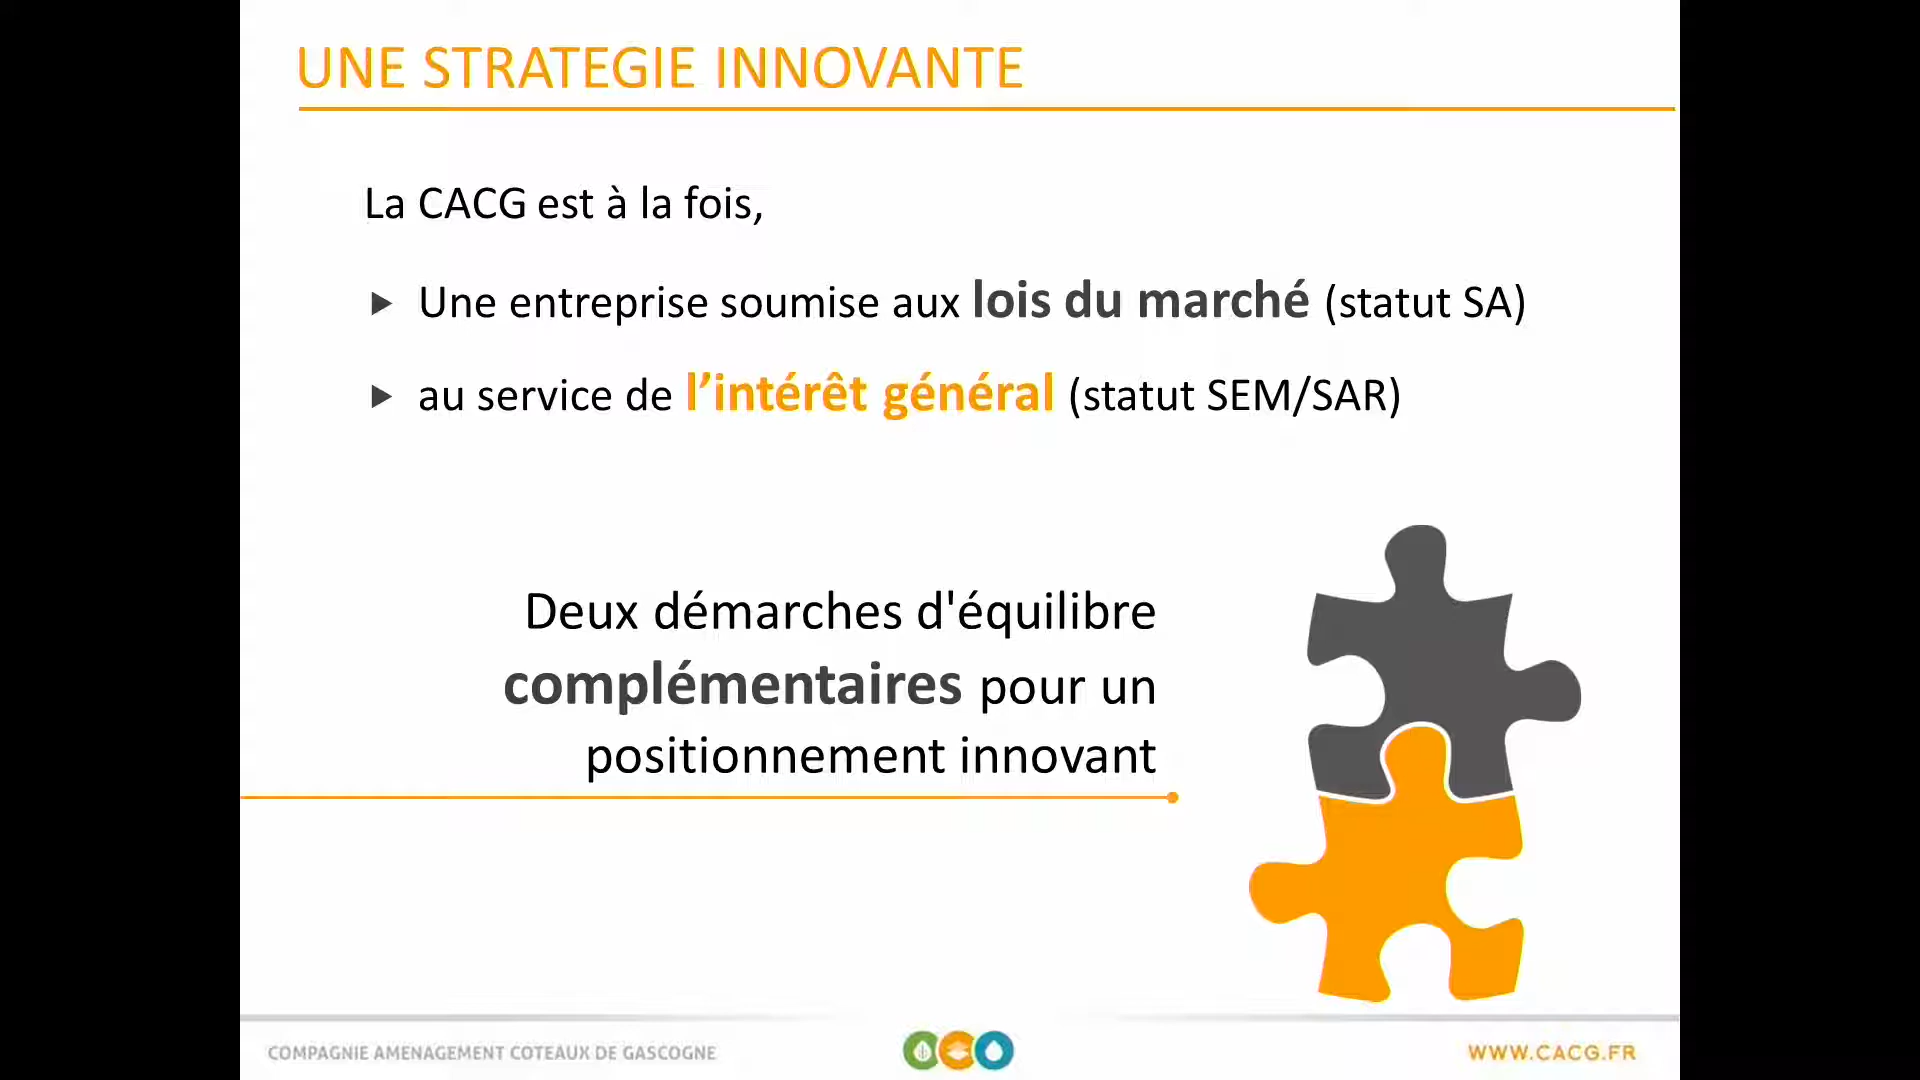 UNE STRATEGIE INNOVANTE
La CACG est à la fois,
Une entreprise soumise aux lois du marché (statut SA)
au service de l’intérêt général (statut SEM/SAR)
Deux démarches d'équilibre
complémentaires pour un
positionnement innovant
COMPAGNIE AMENAGEMENT COTEAUX DE GASCOGNE
WWW.CACG.FR